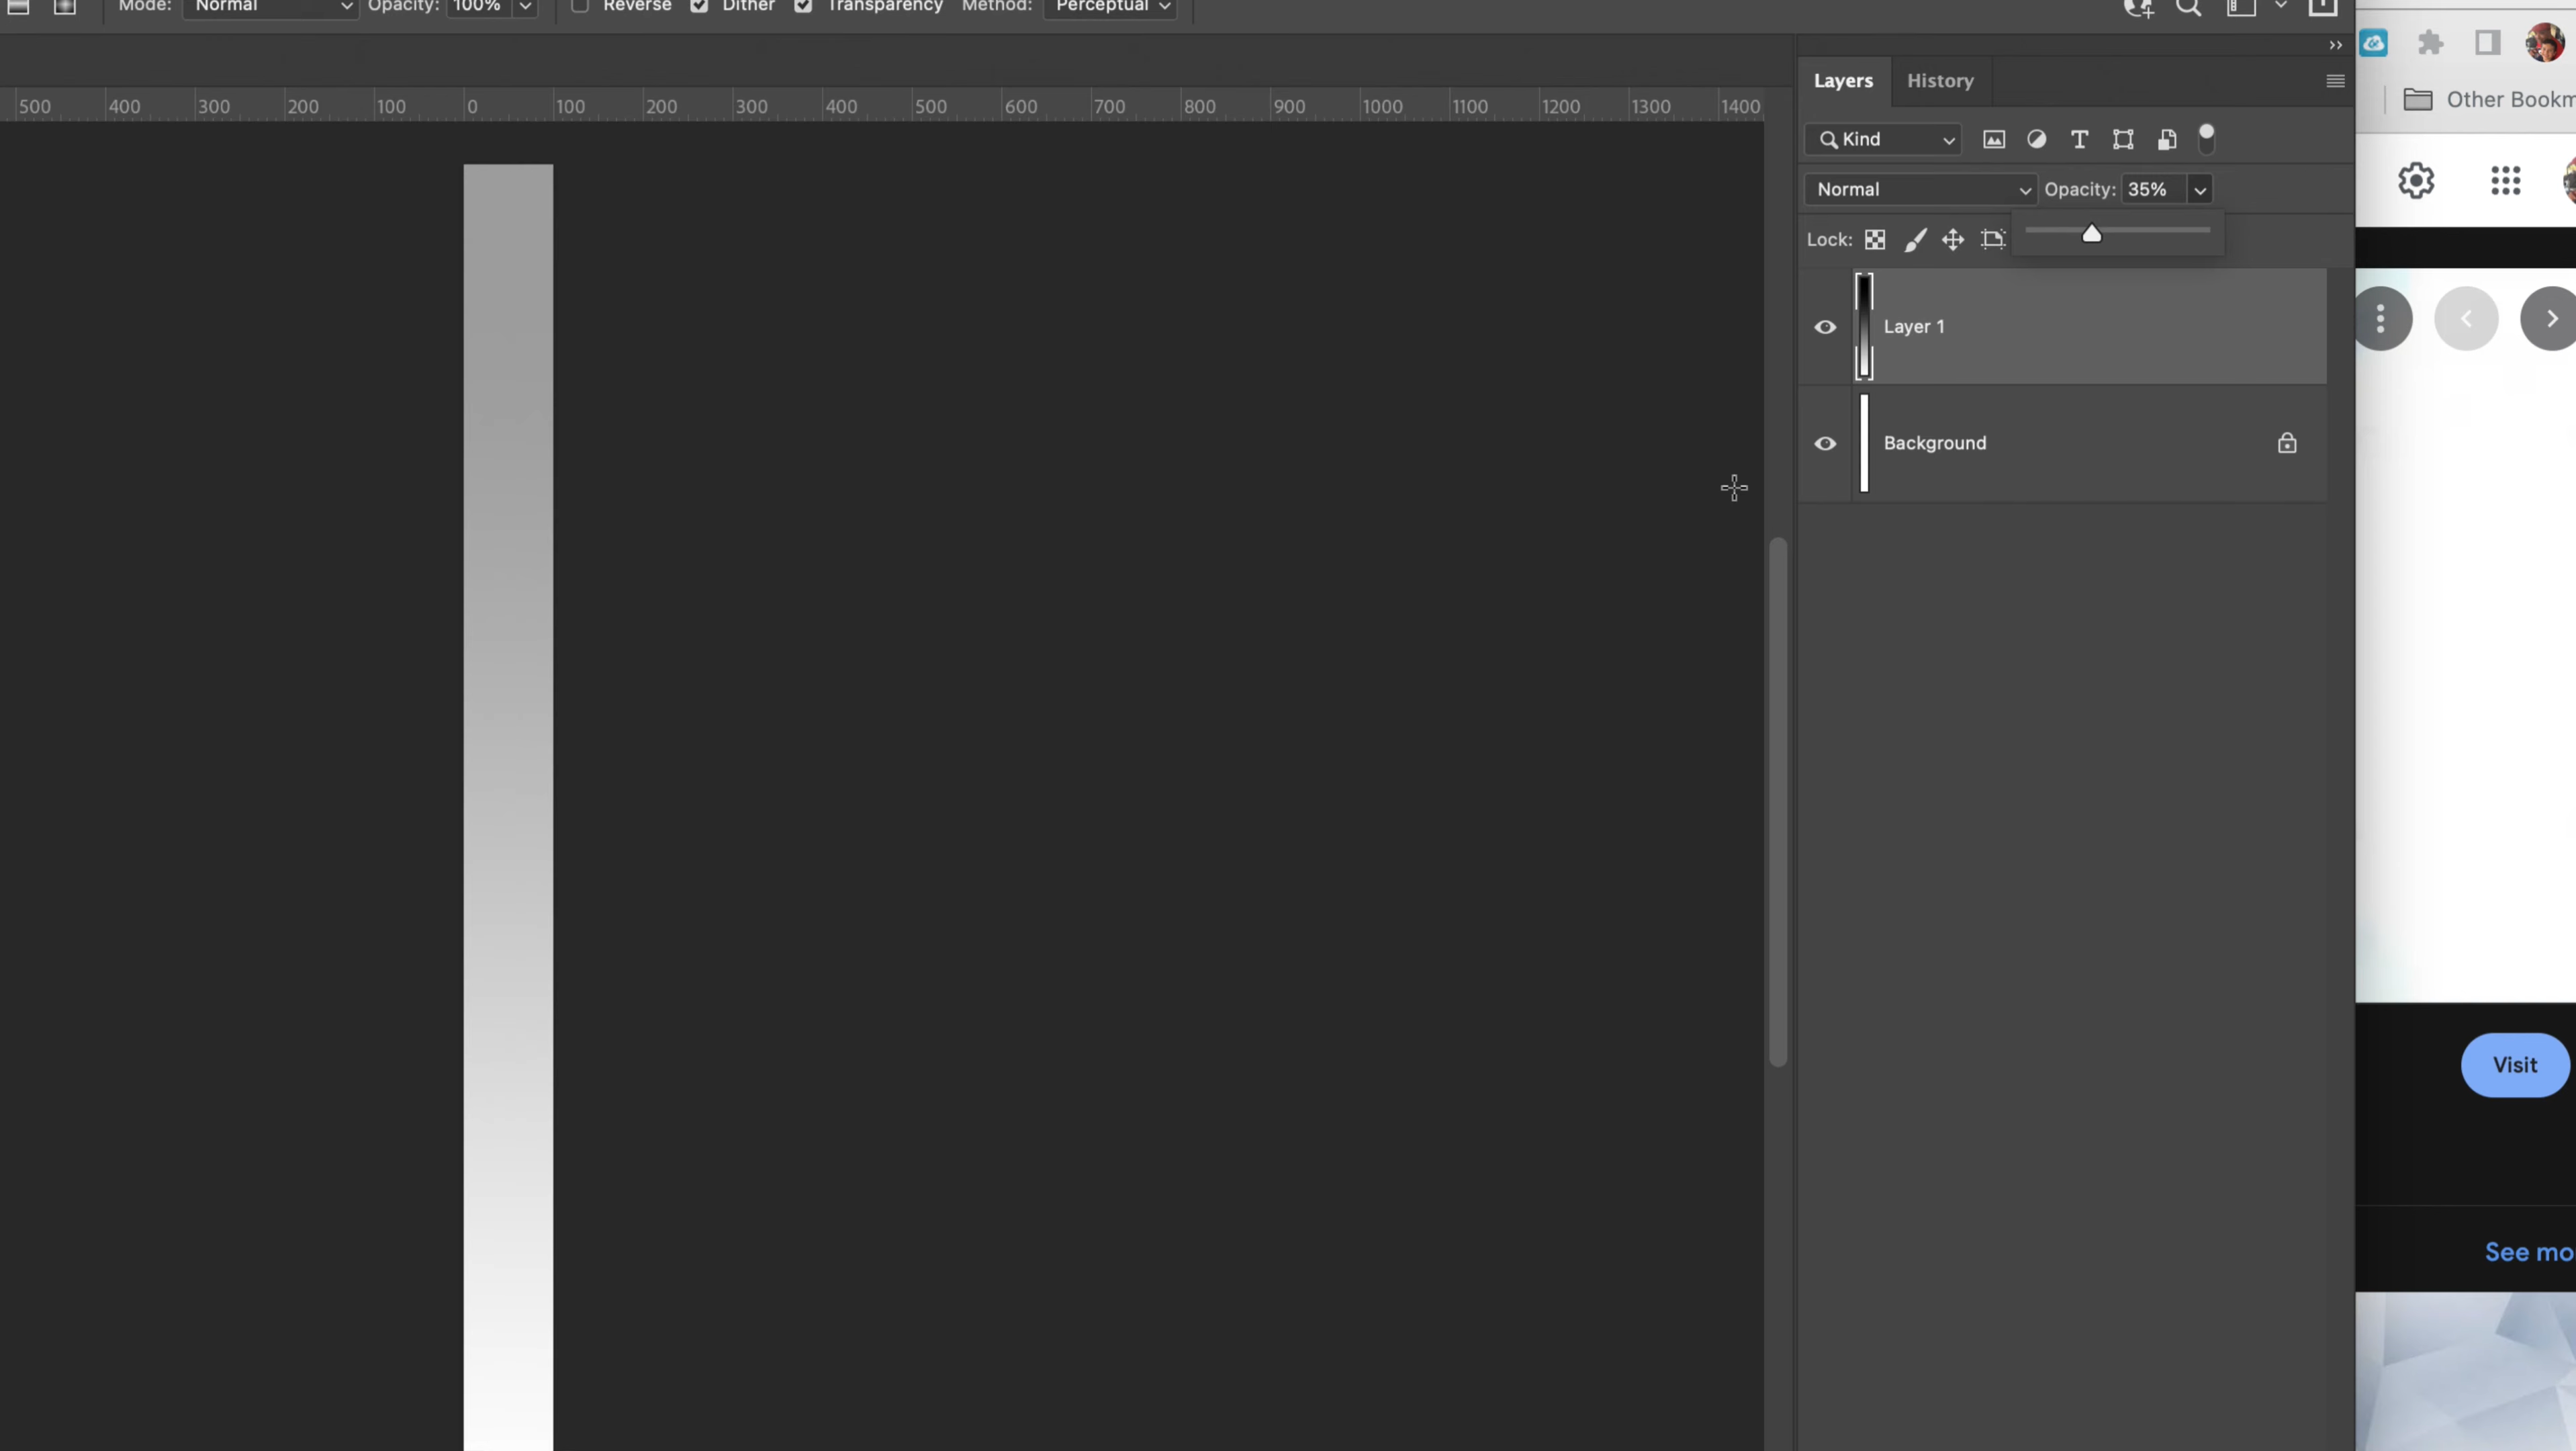 Mode: Normal Opacity: 100% Reverse Dither Transparency Method: Perceptual
500 400 300 200 100 0 100 200 300 400 500 600 700 800 900 1000 1100 1200 1300 1400
Layers History
Kind
Normal Opacity: 35%
Lock:
Layer 1
Background
Other Bookm
Visit
See mo